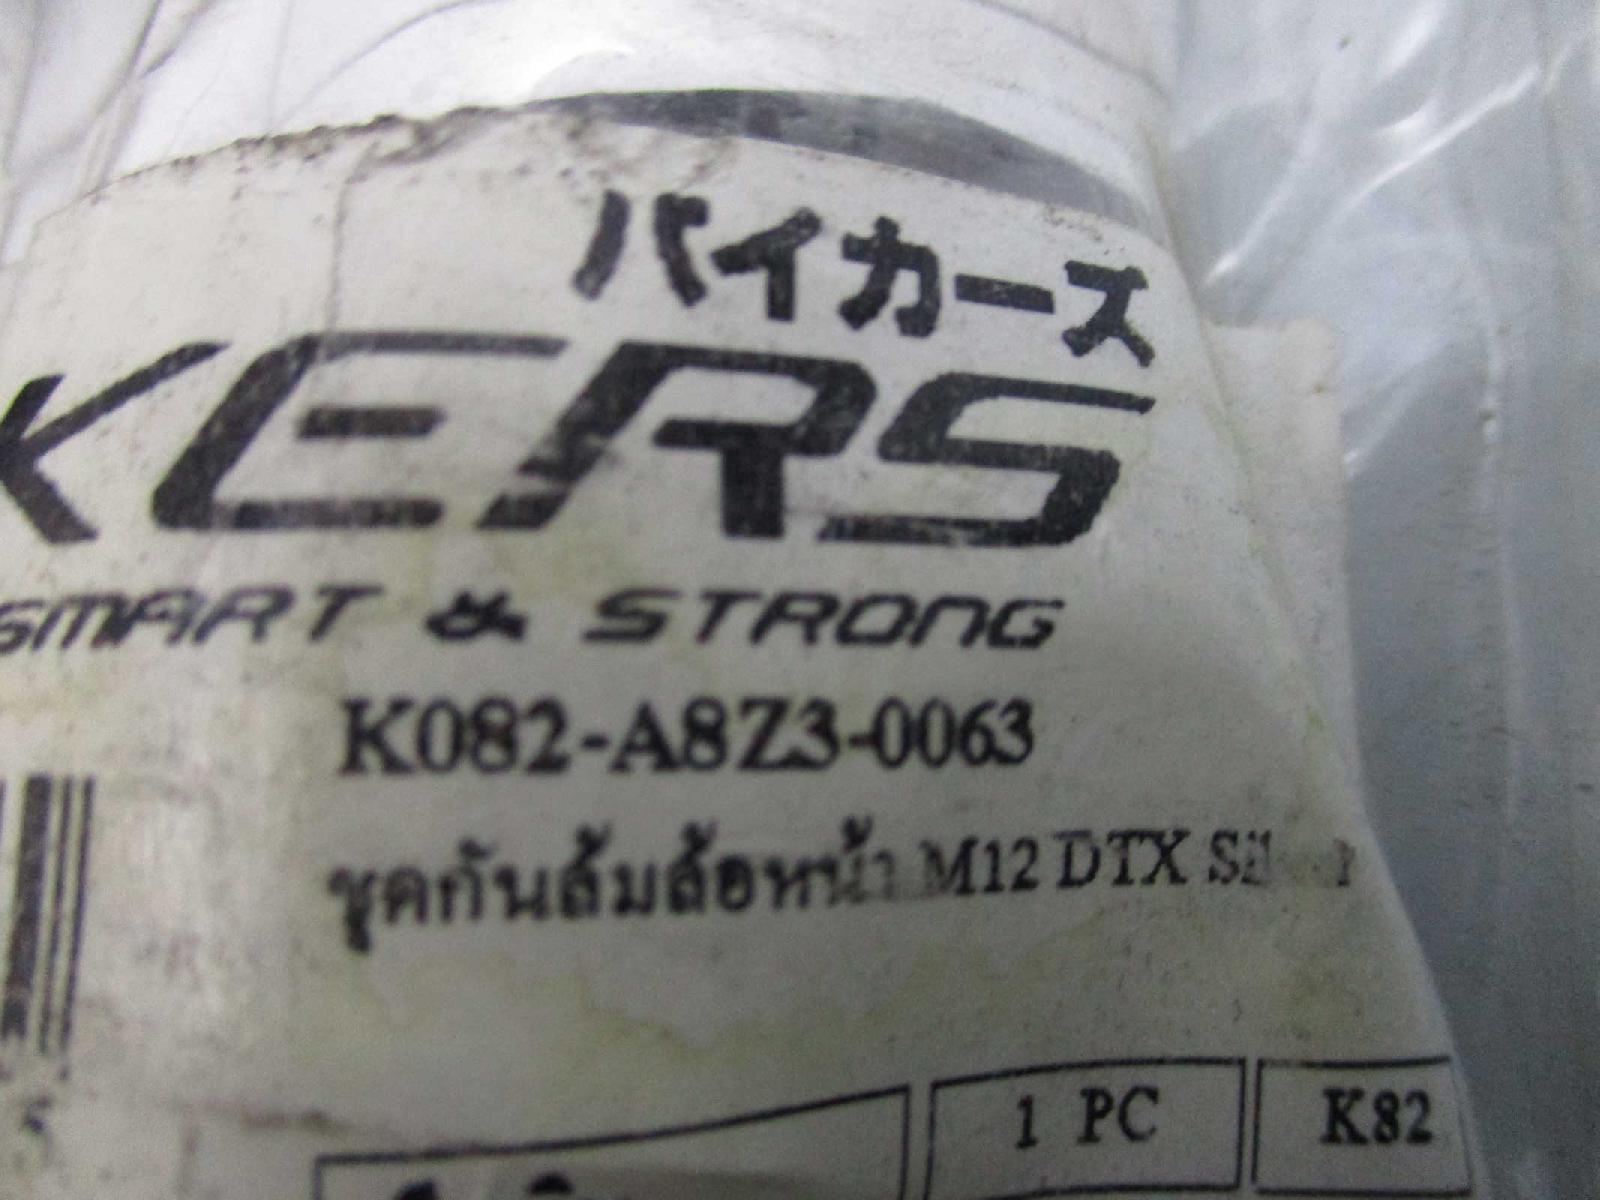 バイカーズ
KERS
SMART & STRONG
K082-A8Z3-0063
ชุดกันล้มล้อหน้า M12 DTX
1 PC
K82
5